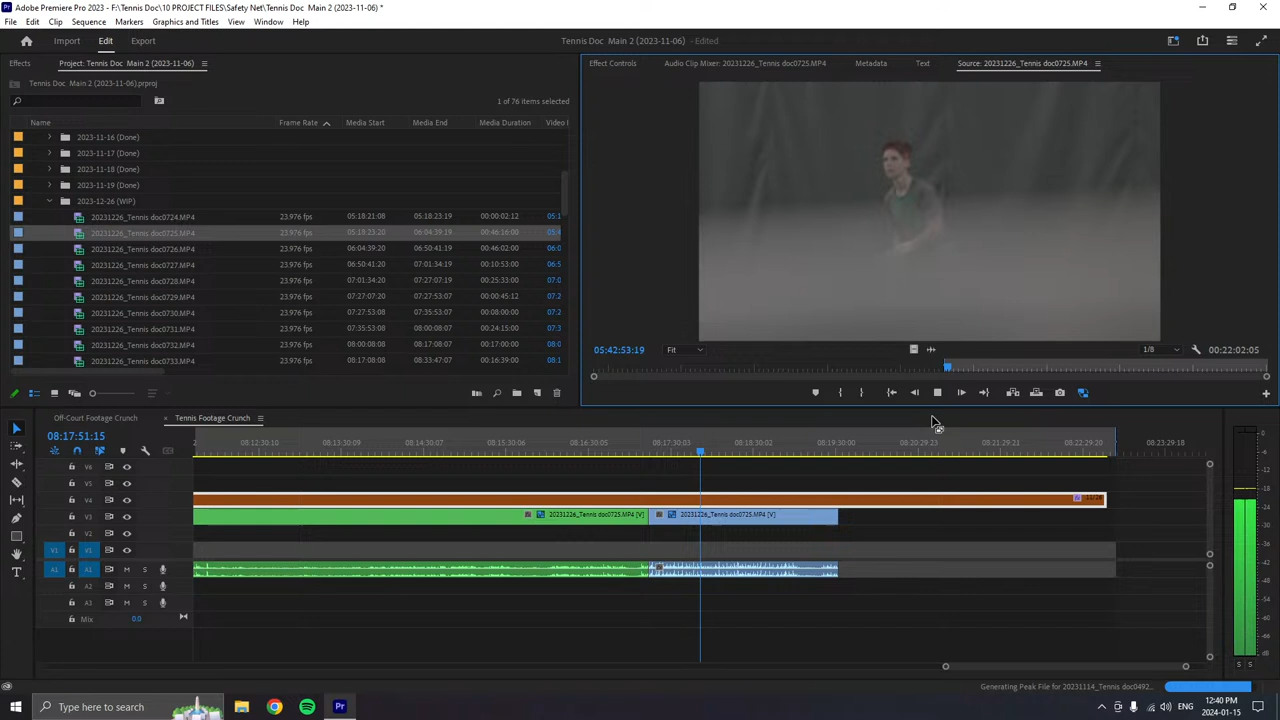 Adobe Premiere Pro 2023 - F:\Tennis Doc\10 PROJECT FILES\Safety Net\Tennis Doc Main 2 (2023-11-06) *
File Edit Clip Sequence Markers Graphics and Titles View Window Help
Import Edit Export Tennis Doc Main 2 (2023-11-06) - Edited
Effects Project: Tennis Doc Main 2 (2023-11-06) Effect Controls Audio Clip Mixer: 20231226_Tennis doc0725.MP4 Metadata Text Source: 20231226_Tennis doc0725.MP4
Tennis Doc Main 2 (2023-11-06).prproj
1 of 76 items selected
Name Frame Rate Media Start Media End Media Duration Video I
2023-11-16 (Done)
2023-11-17 (Done)
2023-11-18 (Done)
2023-11-19 (Done)
2023-12-26 (WIP)
20231226_Tennis doc0724.MP4 23.976 fps 05:18:21:08 05:18:23:19 00:00:02:12 05:1
20231226_Tennis doc0725.MP4 23.976 fps 05:18:23:20 06:04:39:19 00:46:16:00 05:4
20231226_Tennis doc0726.MP4 23.976 fps 06:04:39:20 06:50:41:19 00:46:02:00 06:0
20231226_Tennis doc0727.MP4 23.976 fps 06:50:41:20 07:01:34:19 00:10:53:00 06:5
20231226_Tennis doc0728.MP4 23.976 fps 07:01:34:20 07:27:07:19 00:25:33:00 07:0
20231226_Tennis doc0729.MP4 23.976 fps 07:27:07:20 07:27:53:07 00:00:45:12 07:2
20231226_Tennis doc0730.MP4 23.976 fps 07:27:53:08 07:35:53:07 00:08:00:00 07:2
20231226_Tennis doc0731.MP4 23.976 fps 07:35:53:08 08:00:08:07 00:24:15:00 07:3
20231226_Tennis doc0732.MP4 23.976 fps 08:00:08:08 08:17:08:07 00:17:00:00 08:0
20231226_Tennis doc0733.MP4 23.976 fps 08:17:08:08 08:33:47:07 00:16:39:00 08:1
05:42:53:19 Fit 1/8 00:22:02:05
Off-Court Footage Crunch × Tennis Footage Crunch
08:17:51:15
2 08:12:30:10 08:13:30:09 08:14:30:07 08:15:30:06 08:16:30:05 08:17:30:03 08:18:30:02 08:19:30:00 08:20:29:23 08:21:29:21 08:22:29:20 08:23:29:18
V6
V5
V4
V3 20231226_Tennis doc0725.MP4 [V] 20231226_Tennis doc0725.MP4 [V]
V2
V1 V1
A1 A1 M S
A2 M S
A3 M S
Mix 0.0
0
-6
-12
-18
-24
-30
-36
-42
-48
-54
dB
S S
Generating Peak File for 20231114_Tennis doc0492...
Type here to search
ENG
12:40 PM
2024-01-15